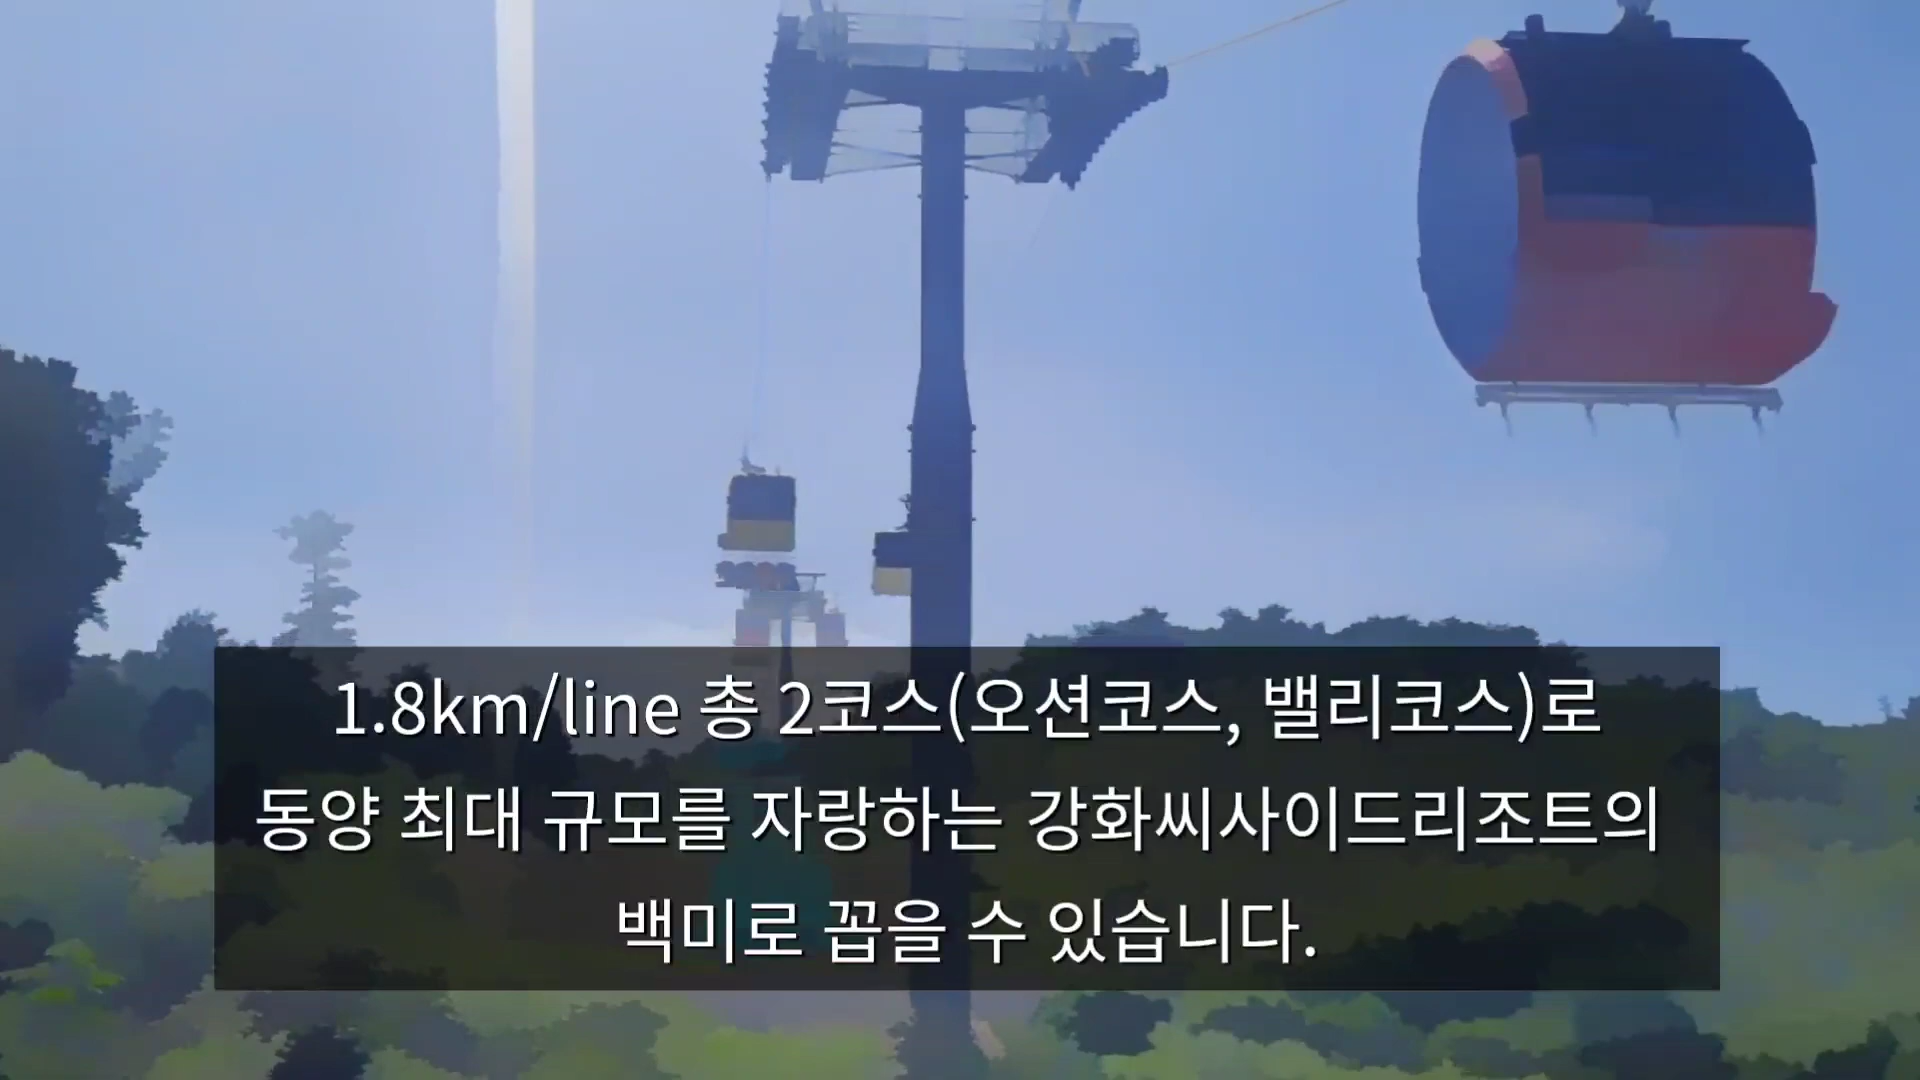 1.8km/line 총 2코스(오션코스, 밸리코스)로
동양 최대 규모를 자랑하는 강화씨사이드리조트의
백미로 꼽을 수 있습니다.